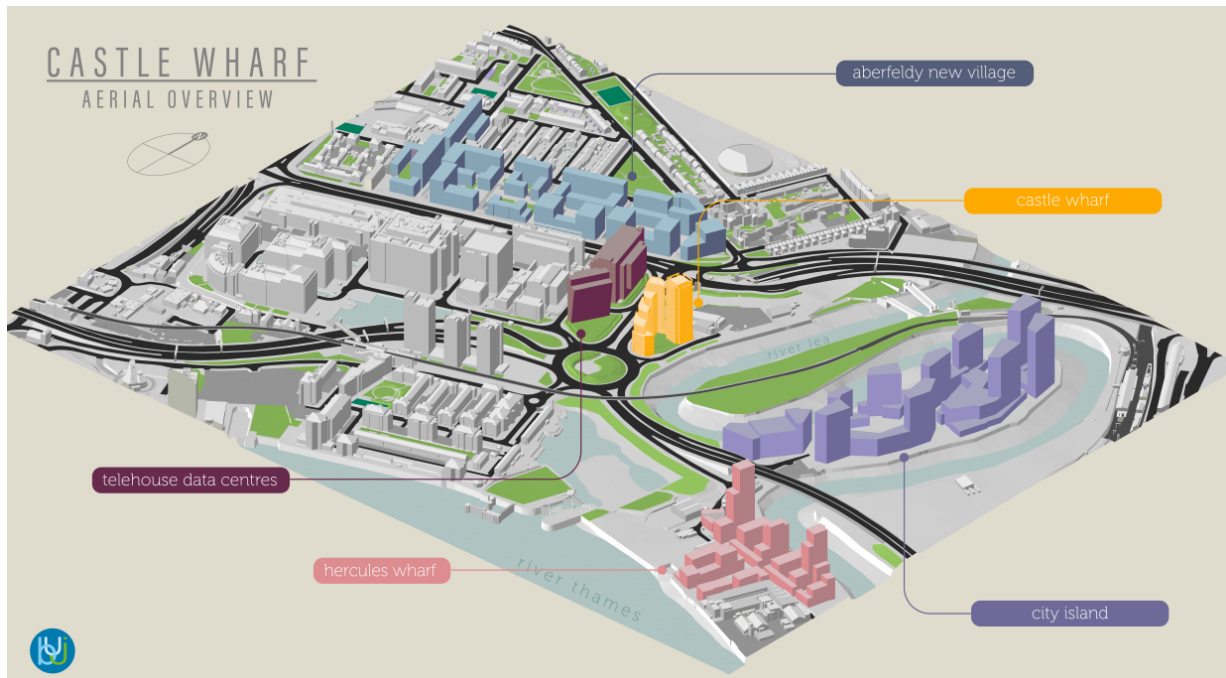 CASTLE WHARF
AERIAL OVERVIEW
aberfeldy new village
castle wharf
river lea
telehouse data centres
hercules wharf
river thames
city island
buj